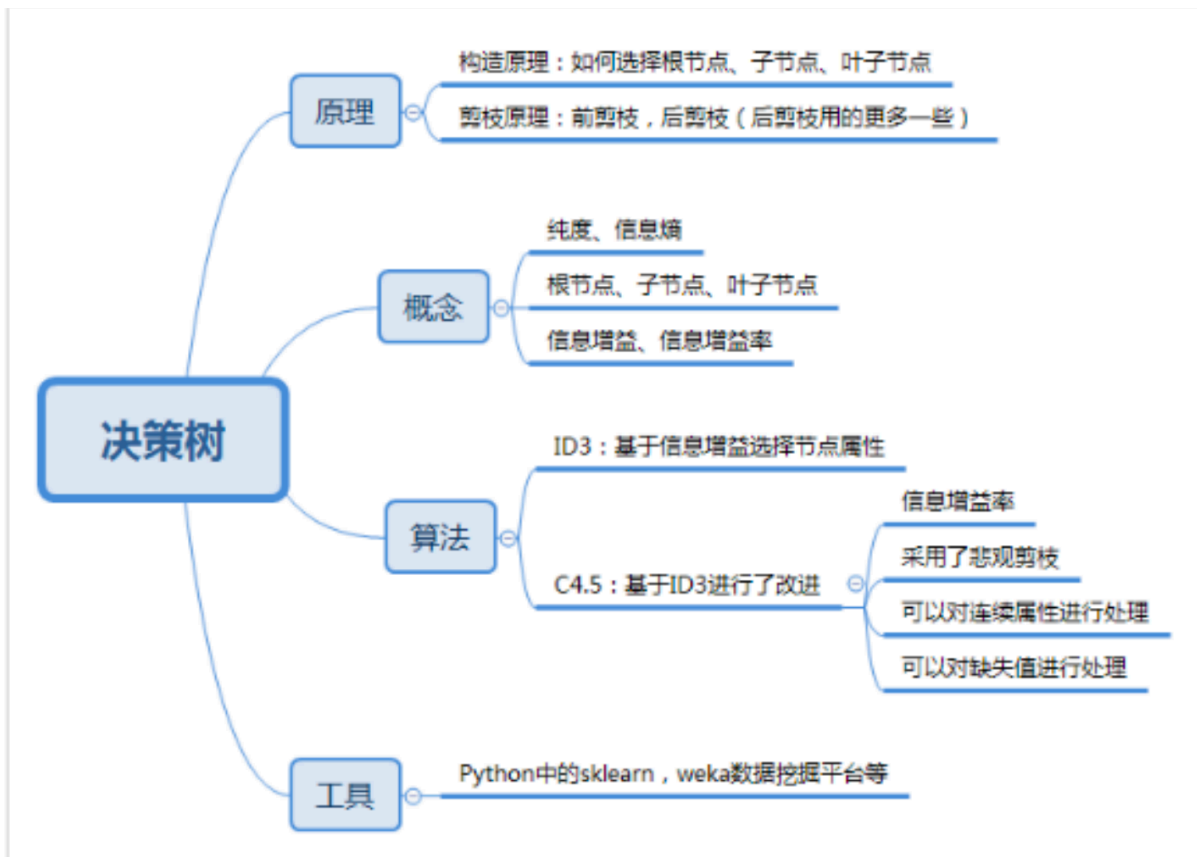 决策树
原理
构造原理：如何选择根节点、子节点、叶子节点
剪枝原理：前剪枝，后剪枝（后剪枝用的更多一些）
概念
纯度、信息熵
根节点、子节点、叶子节点
信息增益、信息增益率
算法
ID3：基于信息增益选择节点属性
C4.5：基于ID3进行了改进
信息增益率
采用了悲观剪枝
可以对连续属性进行处理
可以对缺失值进行处理
工具
Python中的sklearn，weka数据挖掘平台等